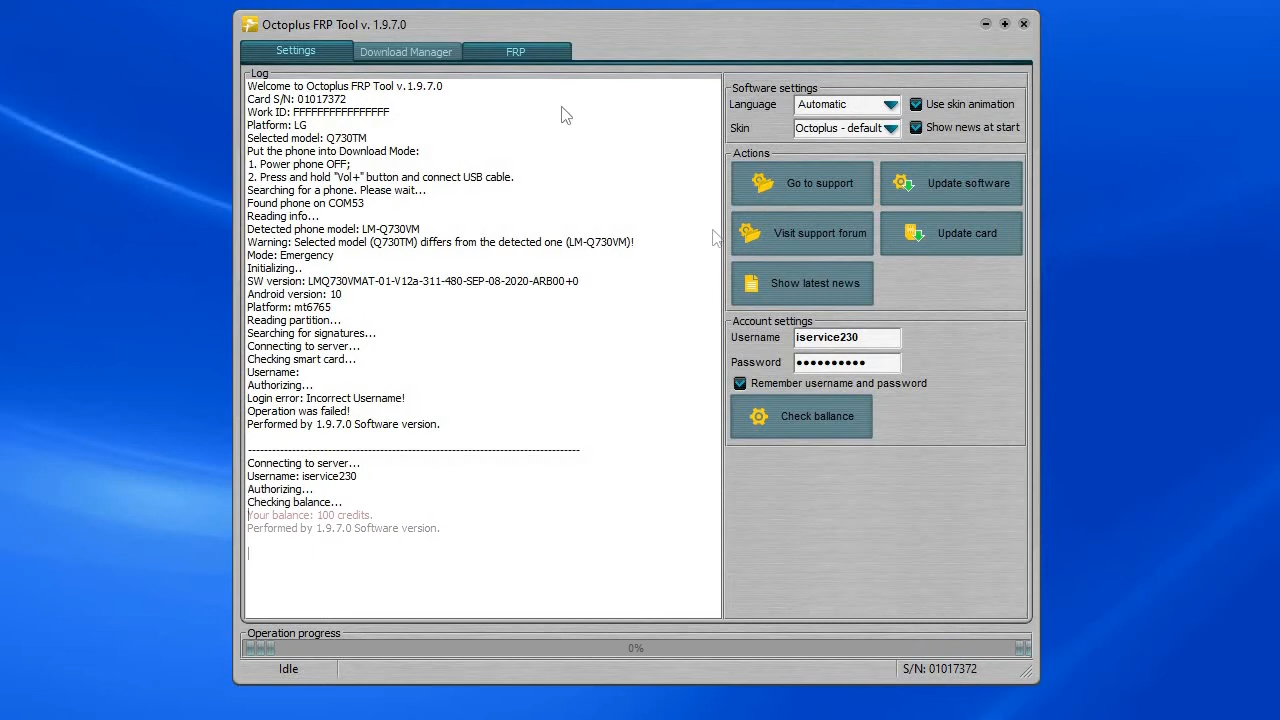 Octoplus FRP Tool v. 1.9.7.0
Settings
Download Manager
FRP
Log
Welcome to Octoplus FRP Tool v.1.9.7.0
Card S/N: 01017372
Work ID: FFFFFFFFFFFFFFFF
Platform: LG
Selected model: Q730TM
Put the phone into Download Mode:
1. Power phone OFF;
2. Press and hold "Vol+" button and connect USB cable.
Searching for a phone. Please wait...
Found phone on COM53
Reading info...
Detected phone model: LM-Q730VM
Warning: Selected model (Q730TM) differs from the detected one (LM-Q730VM)!
Mode: Emergency
Initializing..
SW version: LMQ730VMAT-01-V12a-311-480-SEP-08-2020-ARB00+0
Android version: 10
Platform: mt6765
Reading partition...
Searching for signatures...
Connecting to server...
Checking smart card...
Username:
Authorizing...
Login error: Incorrect Username!
Operation was failed!
Performed by 1.9.7.0 Software version.
--------------------------------------------------------------------------------
Connecting to server...
Username: iservice230
Authorizing...
Checking balance...
Your balance: 100 credits.
Performed by 1.9.7.0 Software version.
Software settings
Language Automatic Use skin animation
Skin Octoplus - default Show news at start
Actions
Go to support
Update software
Visit support forum
Update card
Show latest news
Account settings
Username iservice230
Password ••••••••••
Remember username and password
Check ballance
Operation progress
0%
Idle
S/N: 01017372